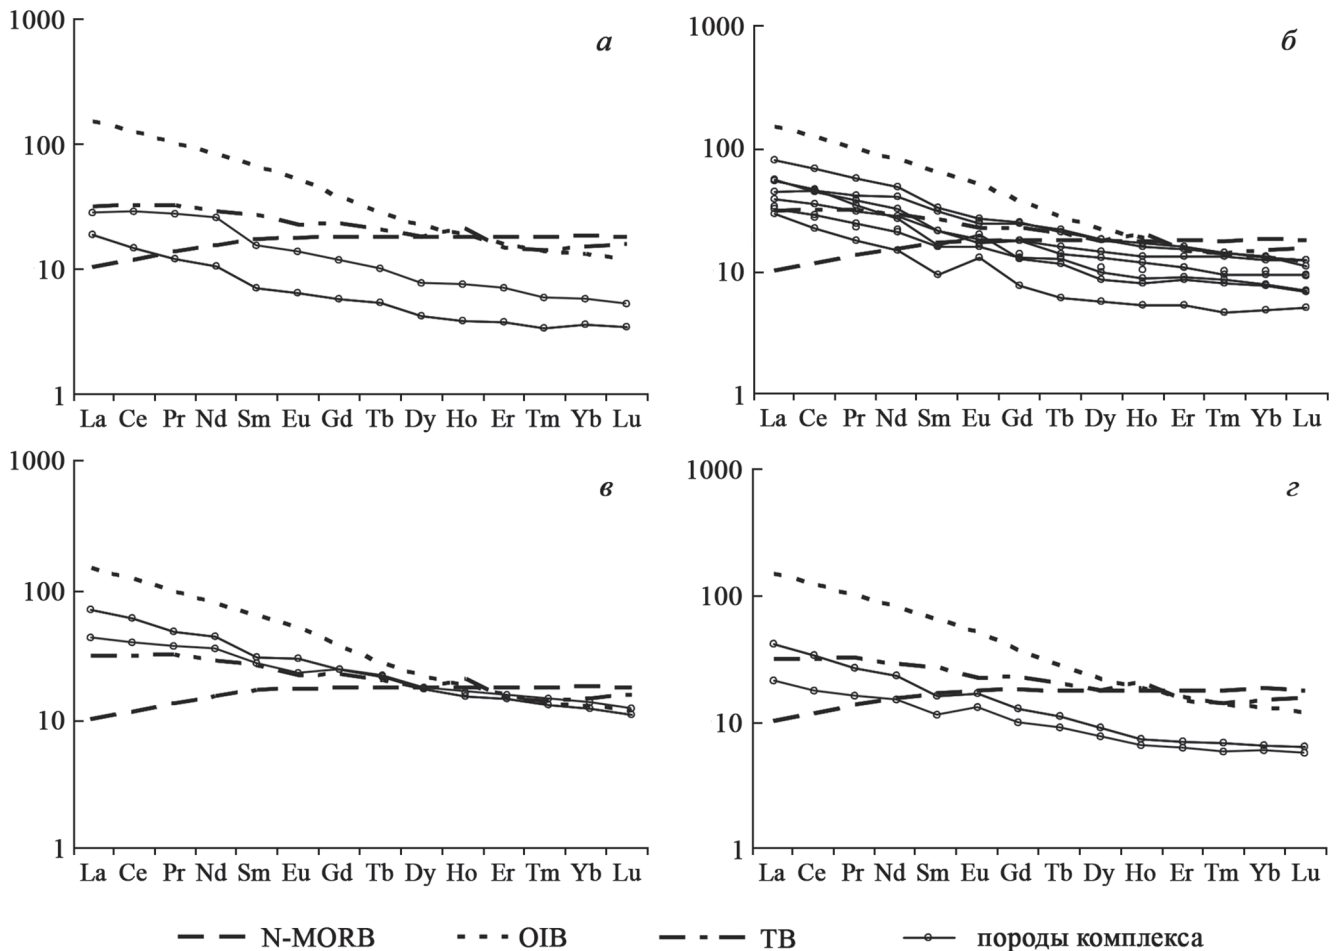 а
1000
100
10
1
La Ce Pr Nd Sm Eu Gd Tb Dy Ho Er Tm Yb Lu
б
1000
100
10
1
La Ce Pr Nd Sm Eu Gd Tb Dy Ho Er Tm Yb Lu
в
1000
100
10
1
La Ce Pr Nd Sm Eu Gd Tb Dy Ho Er Tm Yb Lu
г
1000
100
10
1
La Ce Pr Nd Sm Eu Gd Tb Dy Ho Er Tm Yb Lu
N-MORB OIB TB породы комплекса